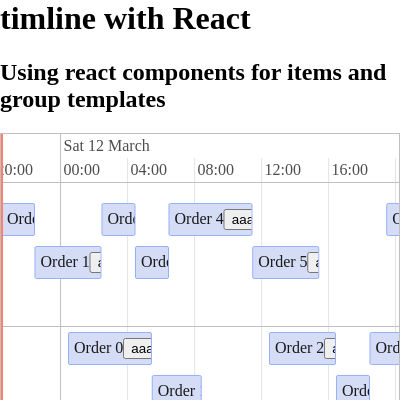 timline with React
Using react components for items and
group templates
Sat 12 March
0:00 00:00 04:00 08:00 12:00 16:00
Orde Orde Order 4 aaa O
Order 1 a Orde Order 5 a
Order 0 aaa Order 2 a Ord
Order Orde